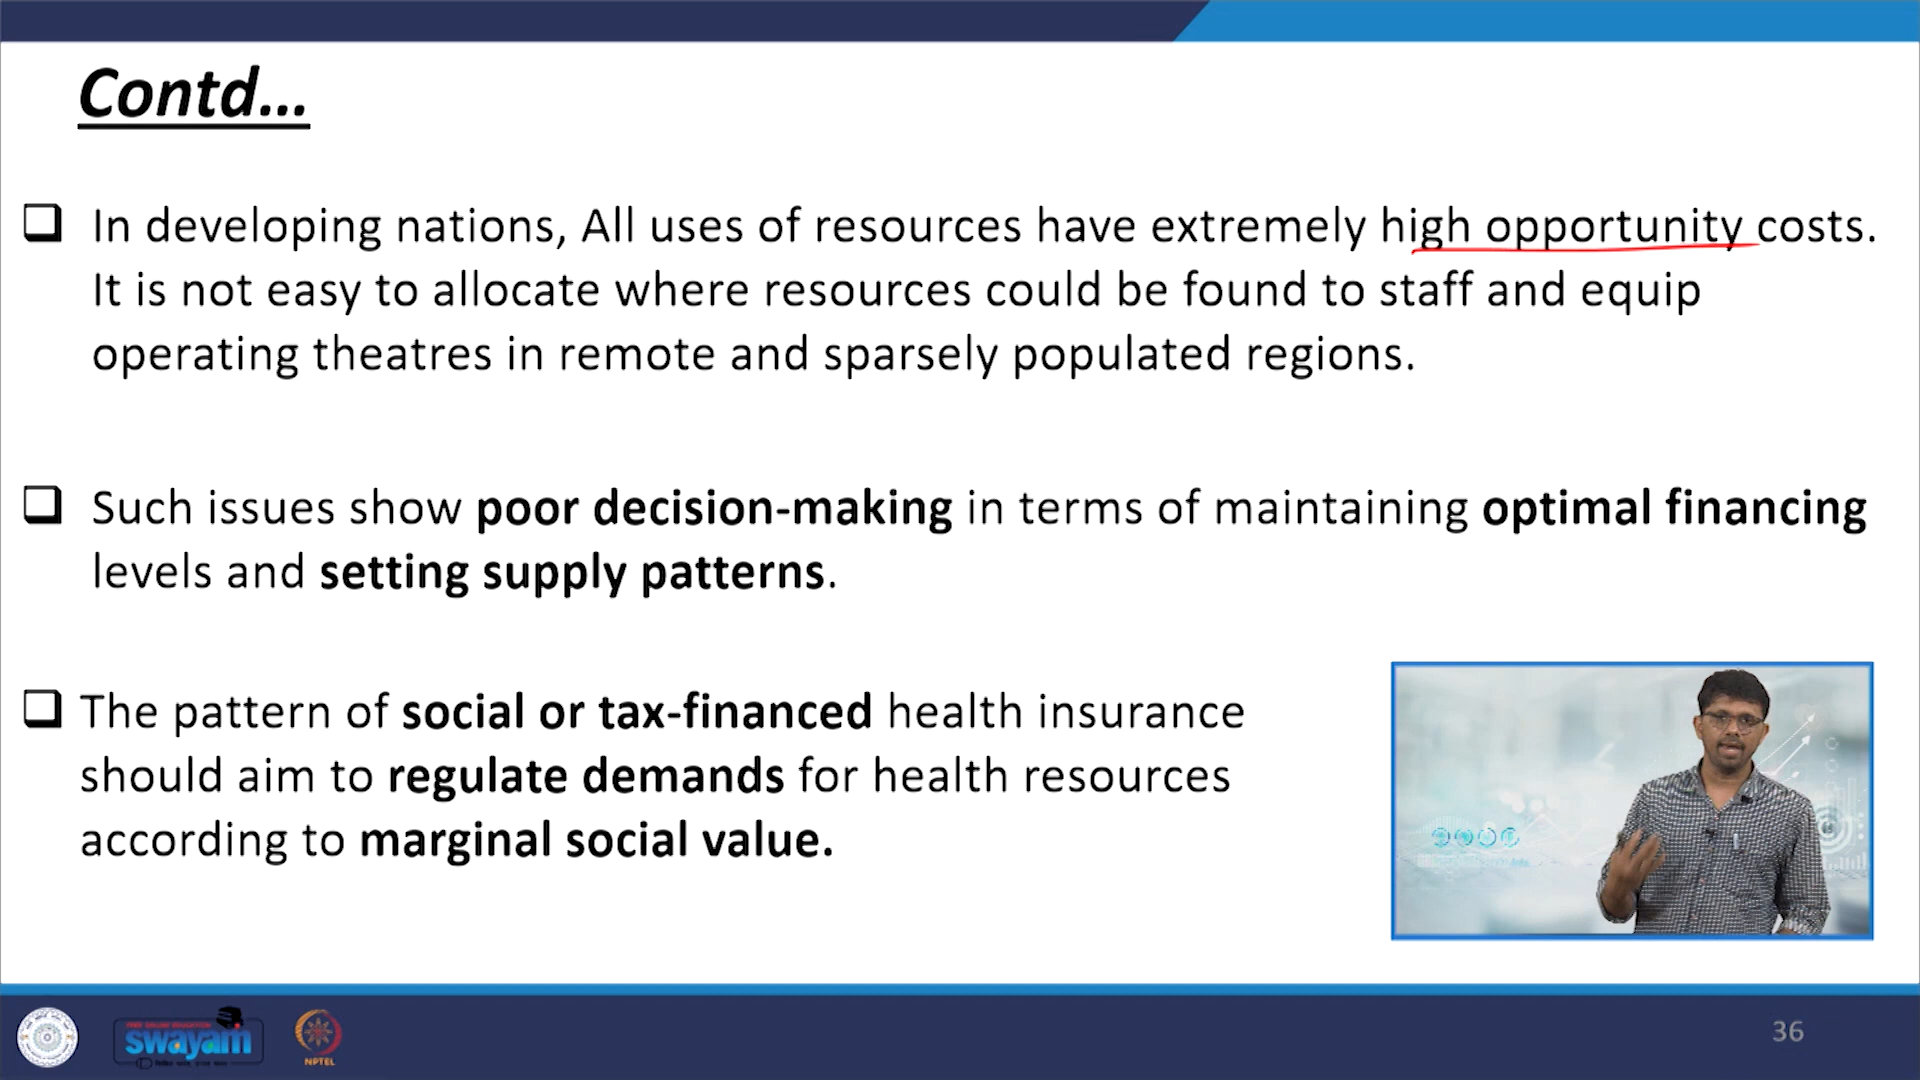 Contd...
In developing nations, All uses of resources have extremely high opportunity costs.
It is not easy to allocate where resources could be found to staff and equip
operating theatres in remote and sparsely populated regions.
Such issues show poor decision-making in terms of maintaining optimal financing
levels and setting supply patterns.
The pattern of social or tax-financed health insurance
should aim to regulate demands for health resources
according to marginal social value.
FREE ONLINE EDUCATION
swayam
NPTEL
36